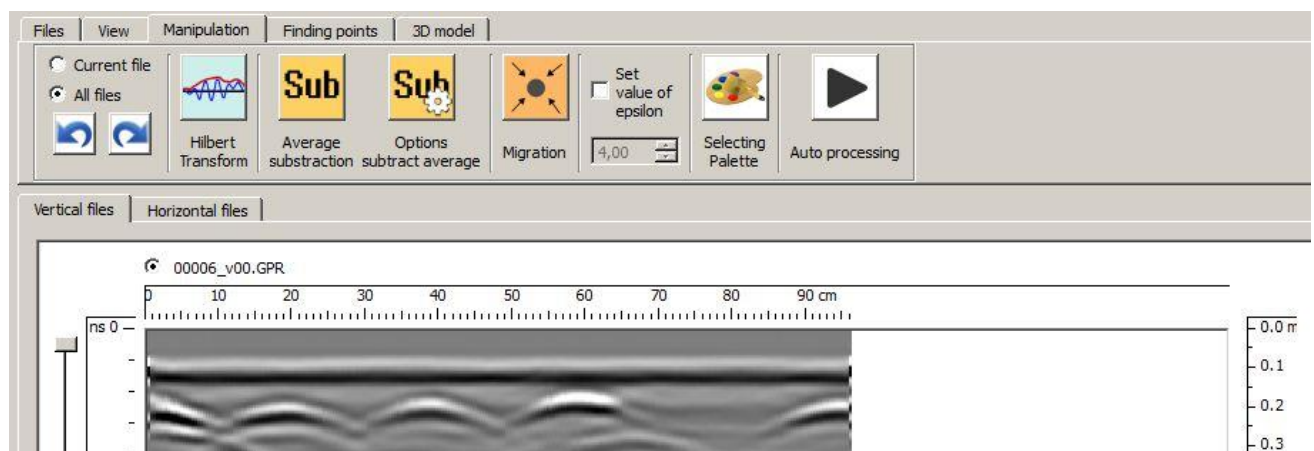 Files View Manipulation Finding points 3D model
Current file
All files
Hilbert
Transform
Sub
Average
substraction
Sub
Options
subtract average
Migration
Set
value of
epsilon
4,00
Selecting
Palette
Auto processing
Vertical files Horizontal files
00006_v00.GPR
0 10 20 30 40 50 60 70 80 90 cm
ns 0
0.0 m
0.1
0.2
0.3